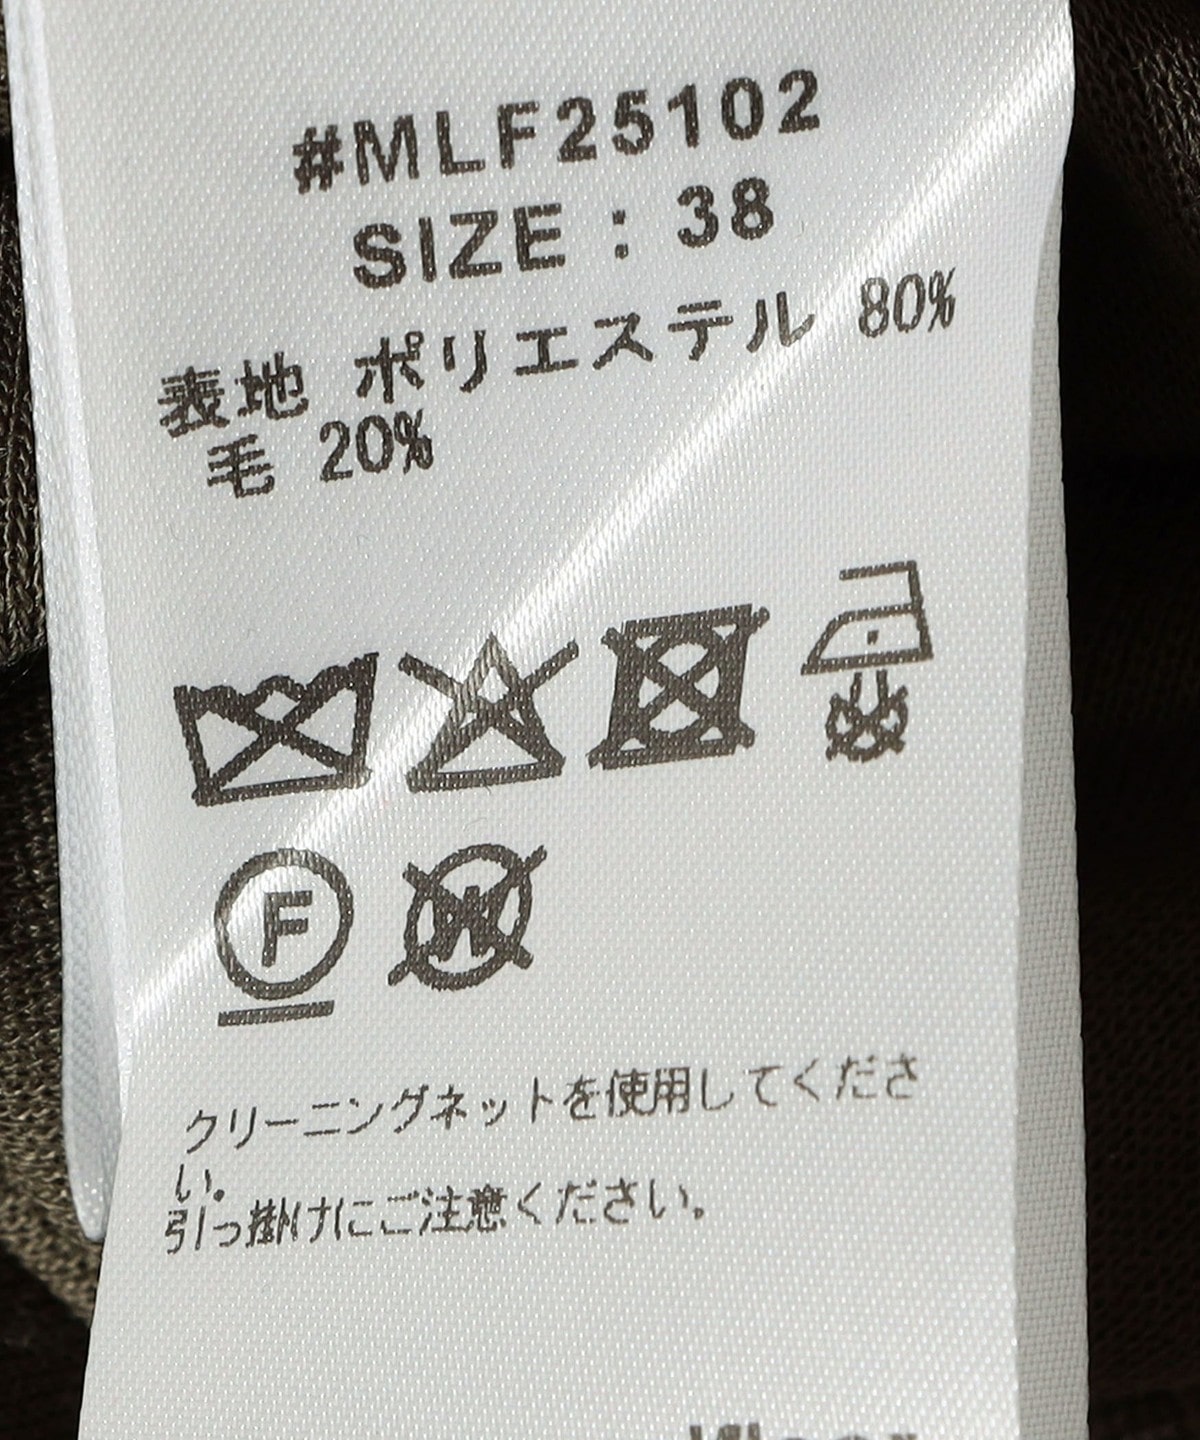 #MLF25102
SIZE : 38
表地 ポリエステル 80%
毛 20%
F
W
クリーニングネットを使用してくださ
い。
引っ掛けにご注意ください。